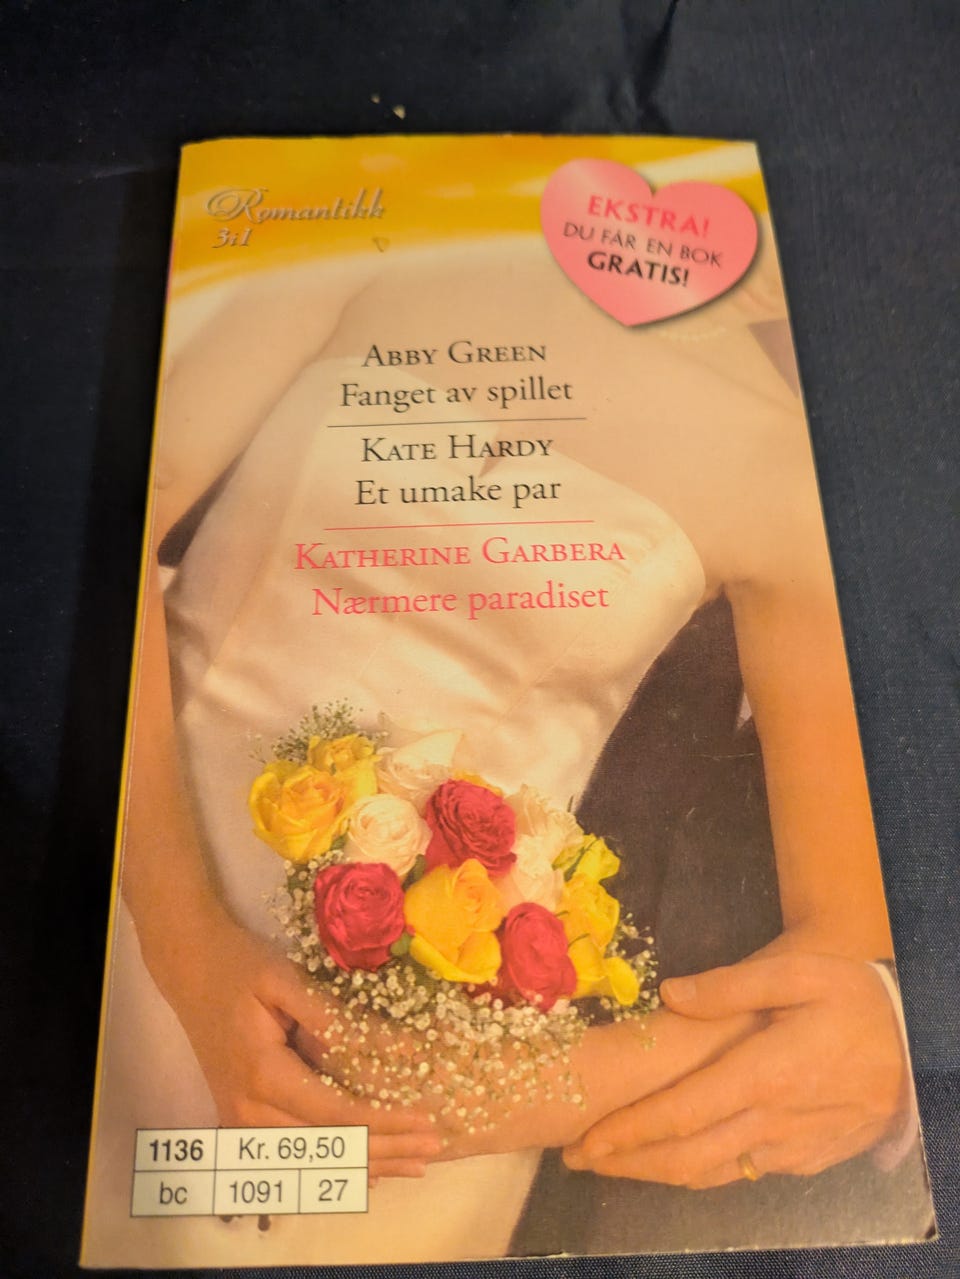 Romantikk
3i1
EKSTRA!
DU FÅR EN BOK
GRATIS!
ABBY GREEN
Fanget av spillet
KATE HARDY
Et umake par
KATHERINE GARBERA
Nærmere paradiset
1136 Kr. 69,50
bc 1091 27